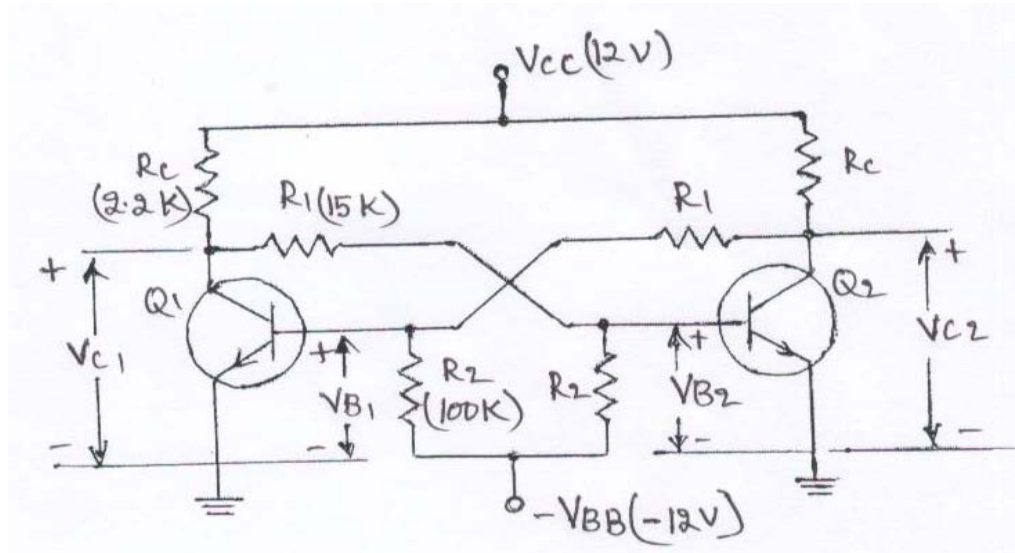 VCC(12V)
RC
(2.2K)
R1(15K)
R1
RC
+
+
Q1
Q2
VC1
+
VB1
-
R2
(100K)
R2
+
VB2
-
VC2
-
-
-VBB(-12V)